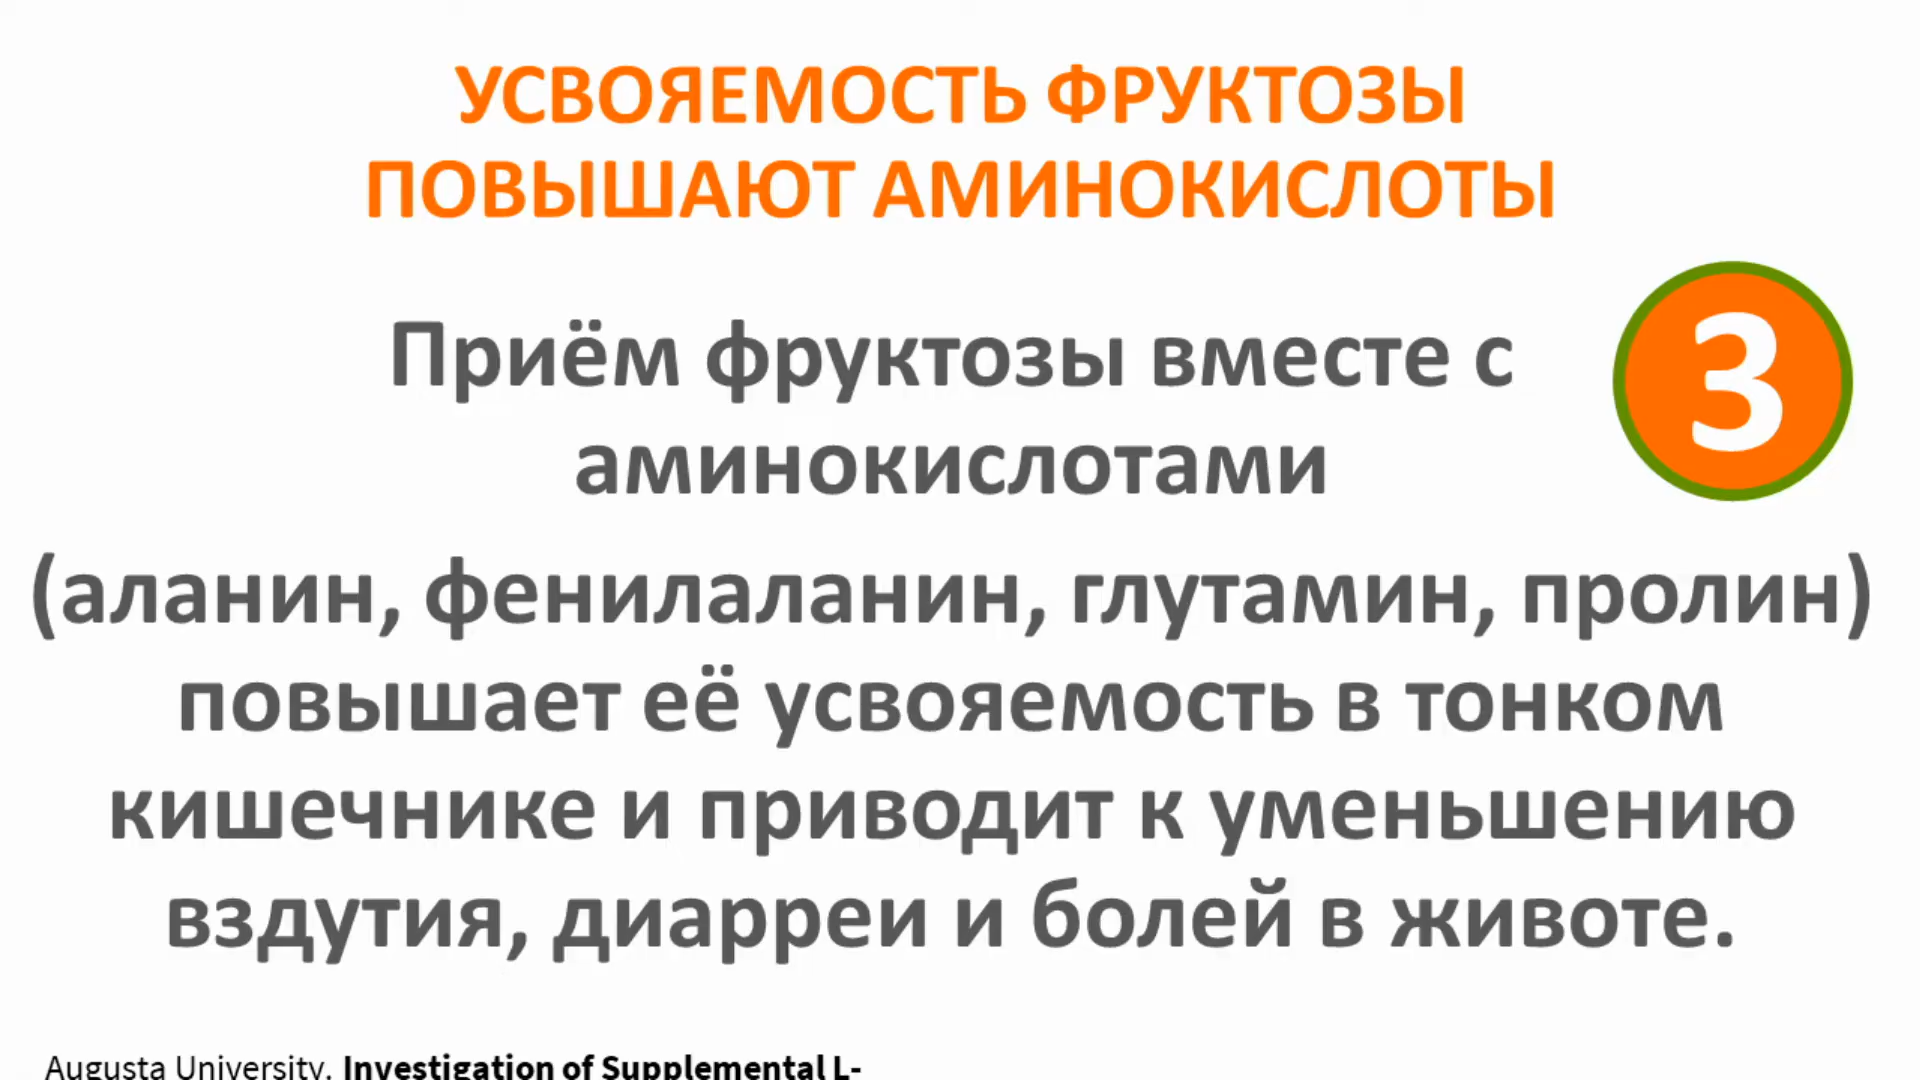 УСВОЯЕМОСТЬ ФРУКТОЗЫ
ПОВЫШАЮТ АМИНОКИСЛОТЫ
Приём фруктозы вместе с
аминокислотами
3
(аланин, фенилаланин, глутамин, пролин)
повышает её усвояемость в тонком
кишечнике и приводит к уменьшению
вздутия, диарреи и болей в животе.
Augusta University. Investigation of Supplemental L-